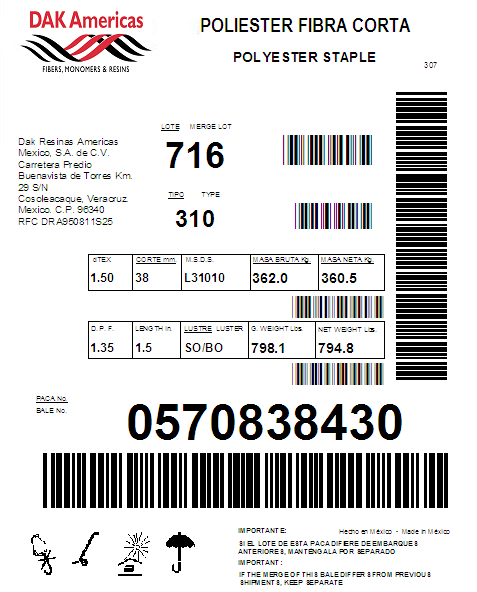 DAK Americas
FIBERS, MONOMERS & RESINS
POLIESTER FIBRA CORTA
POLYESTER STAPLE
307
LOTE MERGE LOT
716
Dak Resinas Americas
Mexico, S.A. de C.V.
Carretera Predio
Buenavista de Torres Km.
29 S/N
Cosoleacaque, Veracruz.
Mexico. C.P. 96340
RFC DRA950811S25
TIPO TYPE
310
dTEX CORTE mm. M.S.D.S. MASA BRUTA Kg. MASA NETA Kg.
1.50 38 L31010 362.0 360.5
D. P. F. LENGTH in. LUSTRE LUSTER G. WEIGHT Lbs. NET WEIGHT Lbs.
1.35 1.5 SO/BO 798.1 794.8
PACA No.
BALE No.
0570838430
IMPORTANTE: Hecho en México - Made in México
SI EL LOTE DE ESTA PACA DIFIERE DE EMBARQUES
ANTERIORES, MANTENGALA POR SEPARADO
IMPORTANT:
IF THE MERGE OF THIS BALE DIFFERS FROM PREVIOUS
SHIPMENTS, KEEP SEPARATE